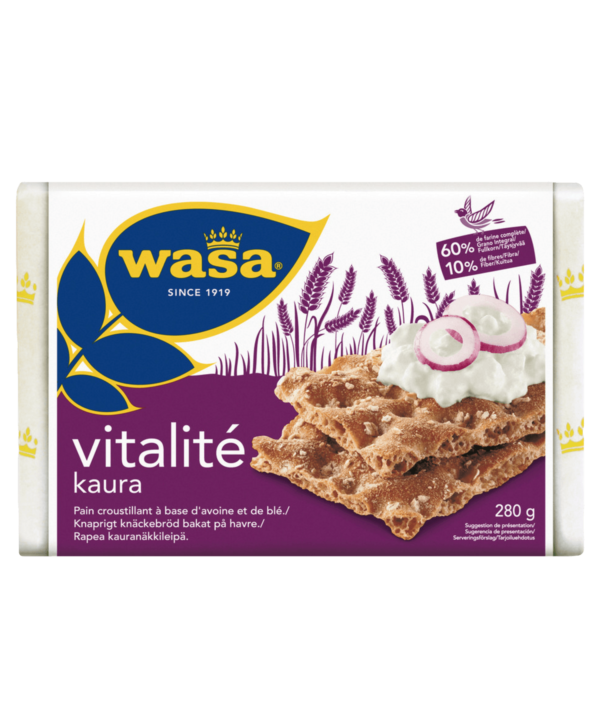 wasa®
SINCE 1919
60% de farine complète/
Grano integral/
Fullkorn/Täysjyvää
10% de fibres/Fibra/
Fiber/Kuitua
vitalité
kaura
Pain croustillant à base d'avoine et de blé./
Knaprigt knäckebröd bakat på havre./
Rapea kauranäkkileipä.
280 g
Suggestion de présentation/
Sugerencia de presentación/
Serveringsförslag/Tarjoiluehdotus